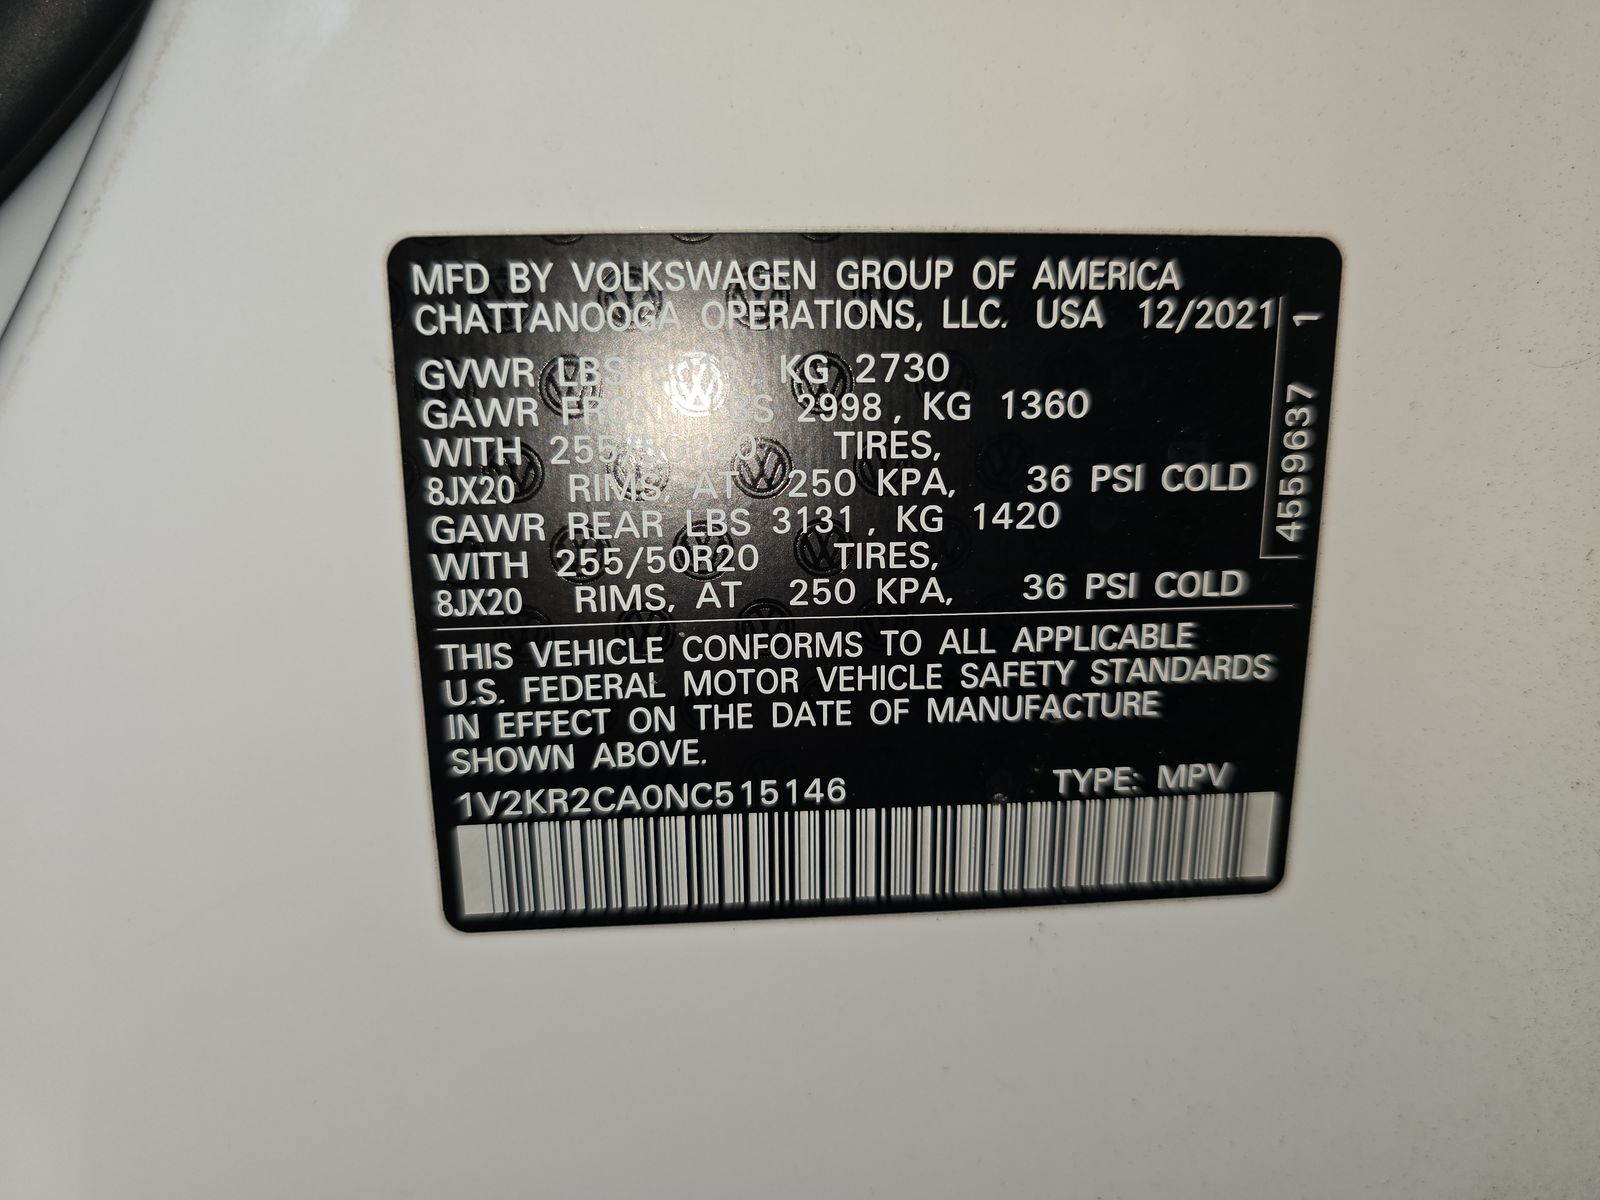 MFD BY VOLKSWAGEN GROUP OF AMERICA
CHATTANOOGA OPERATIONS, LLC. USA 12/2021
GVWR LBS , KG 2730
GAWR FRONT LBS 2998, KG 1360
WITH TIRES,
8JX20 RIMS, AT 250 KPA, 36 PSI COLD
GAWR REAR LBS 3131, KG 1420
WITH 255/50R20 TIRES,
8JX20 RIMS, AT 250 KPA, 36 PSI COLD
4559637 1
THIS VEHICLE CONFORMS TO ALL APPLICABLE
U.S. FEDERAL MOTOR VEHICLE SAFETY STANDARDS
IN EFFECT ON THE DATE OF MANUFACTURE
SHOWN ABOVE.
1V2KR2CA0NC515146 TYPE: MPV